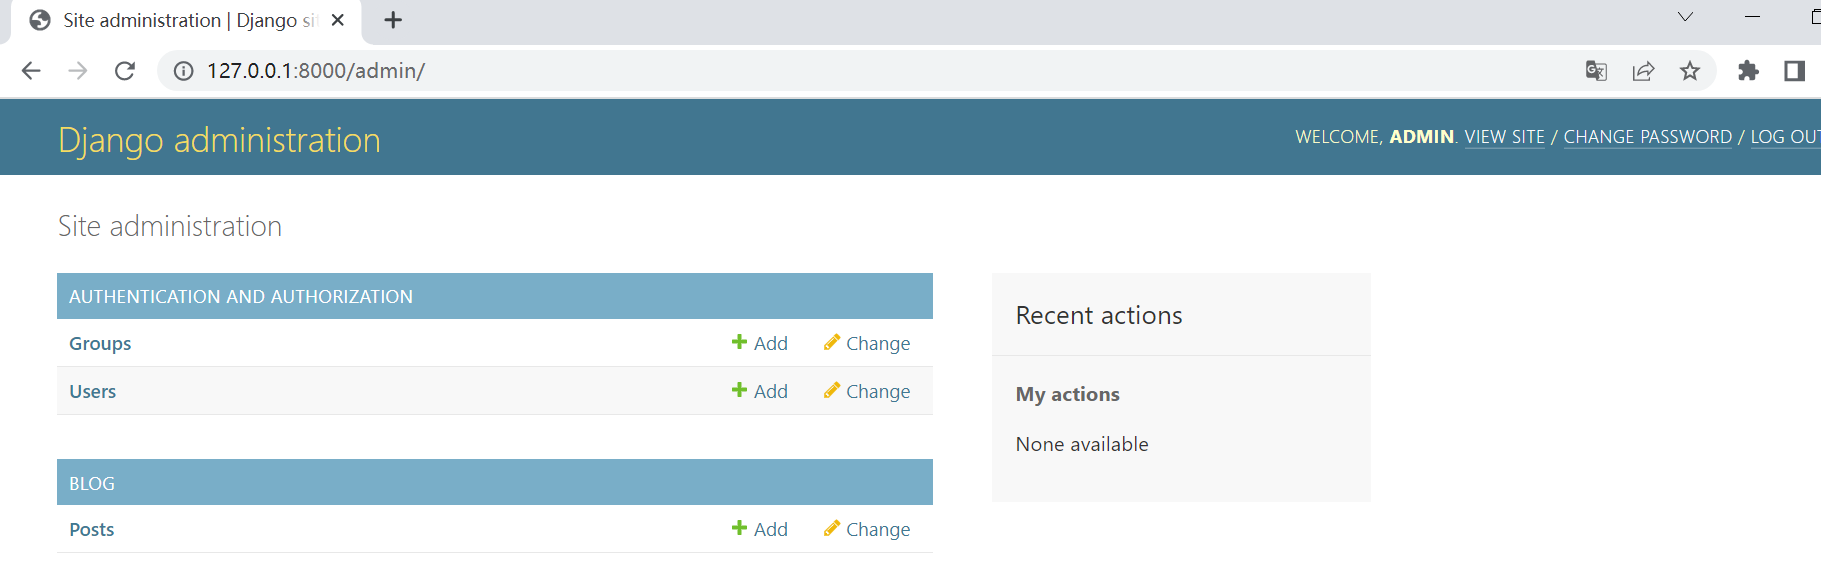 Site administration | Django sit
127.0.0.1:8000/admin/
Django administration
WELCOME, ADMIN. VIEW SITE / CHANGE PASSWORD / LOG OUT
Site administration
AUTHENTICATION AND AUTHORIZATION
Groups Add Change
Users Add Change
BLOG
Posts Add Change
Recent actions
My actions
None available